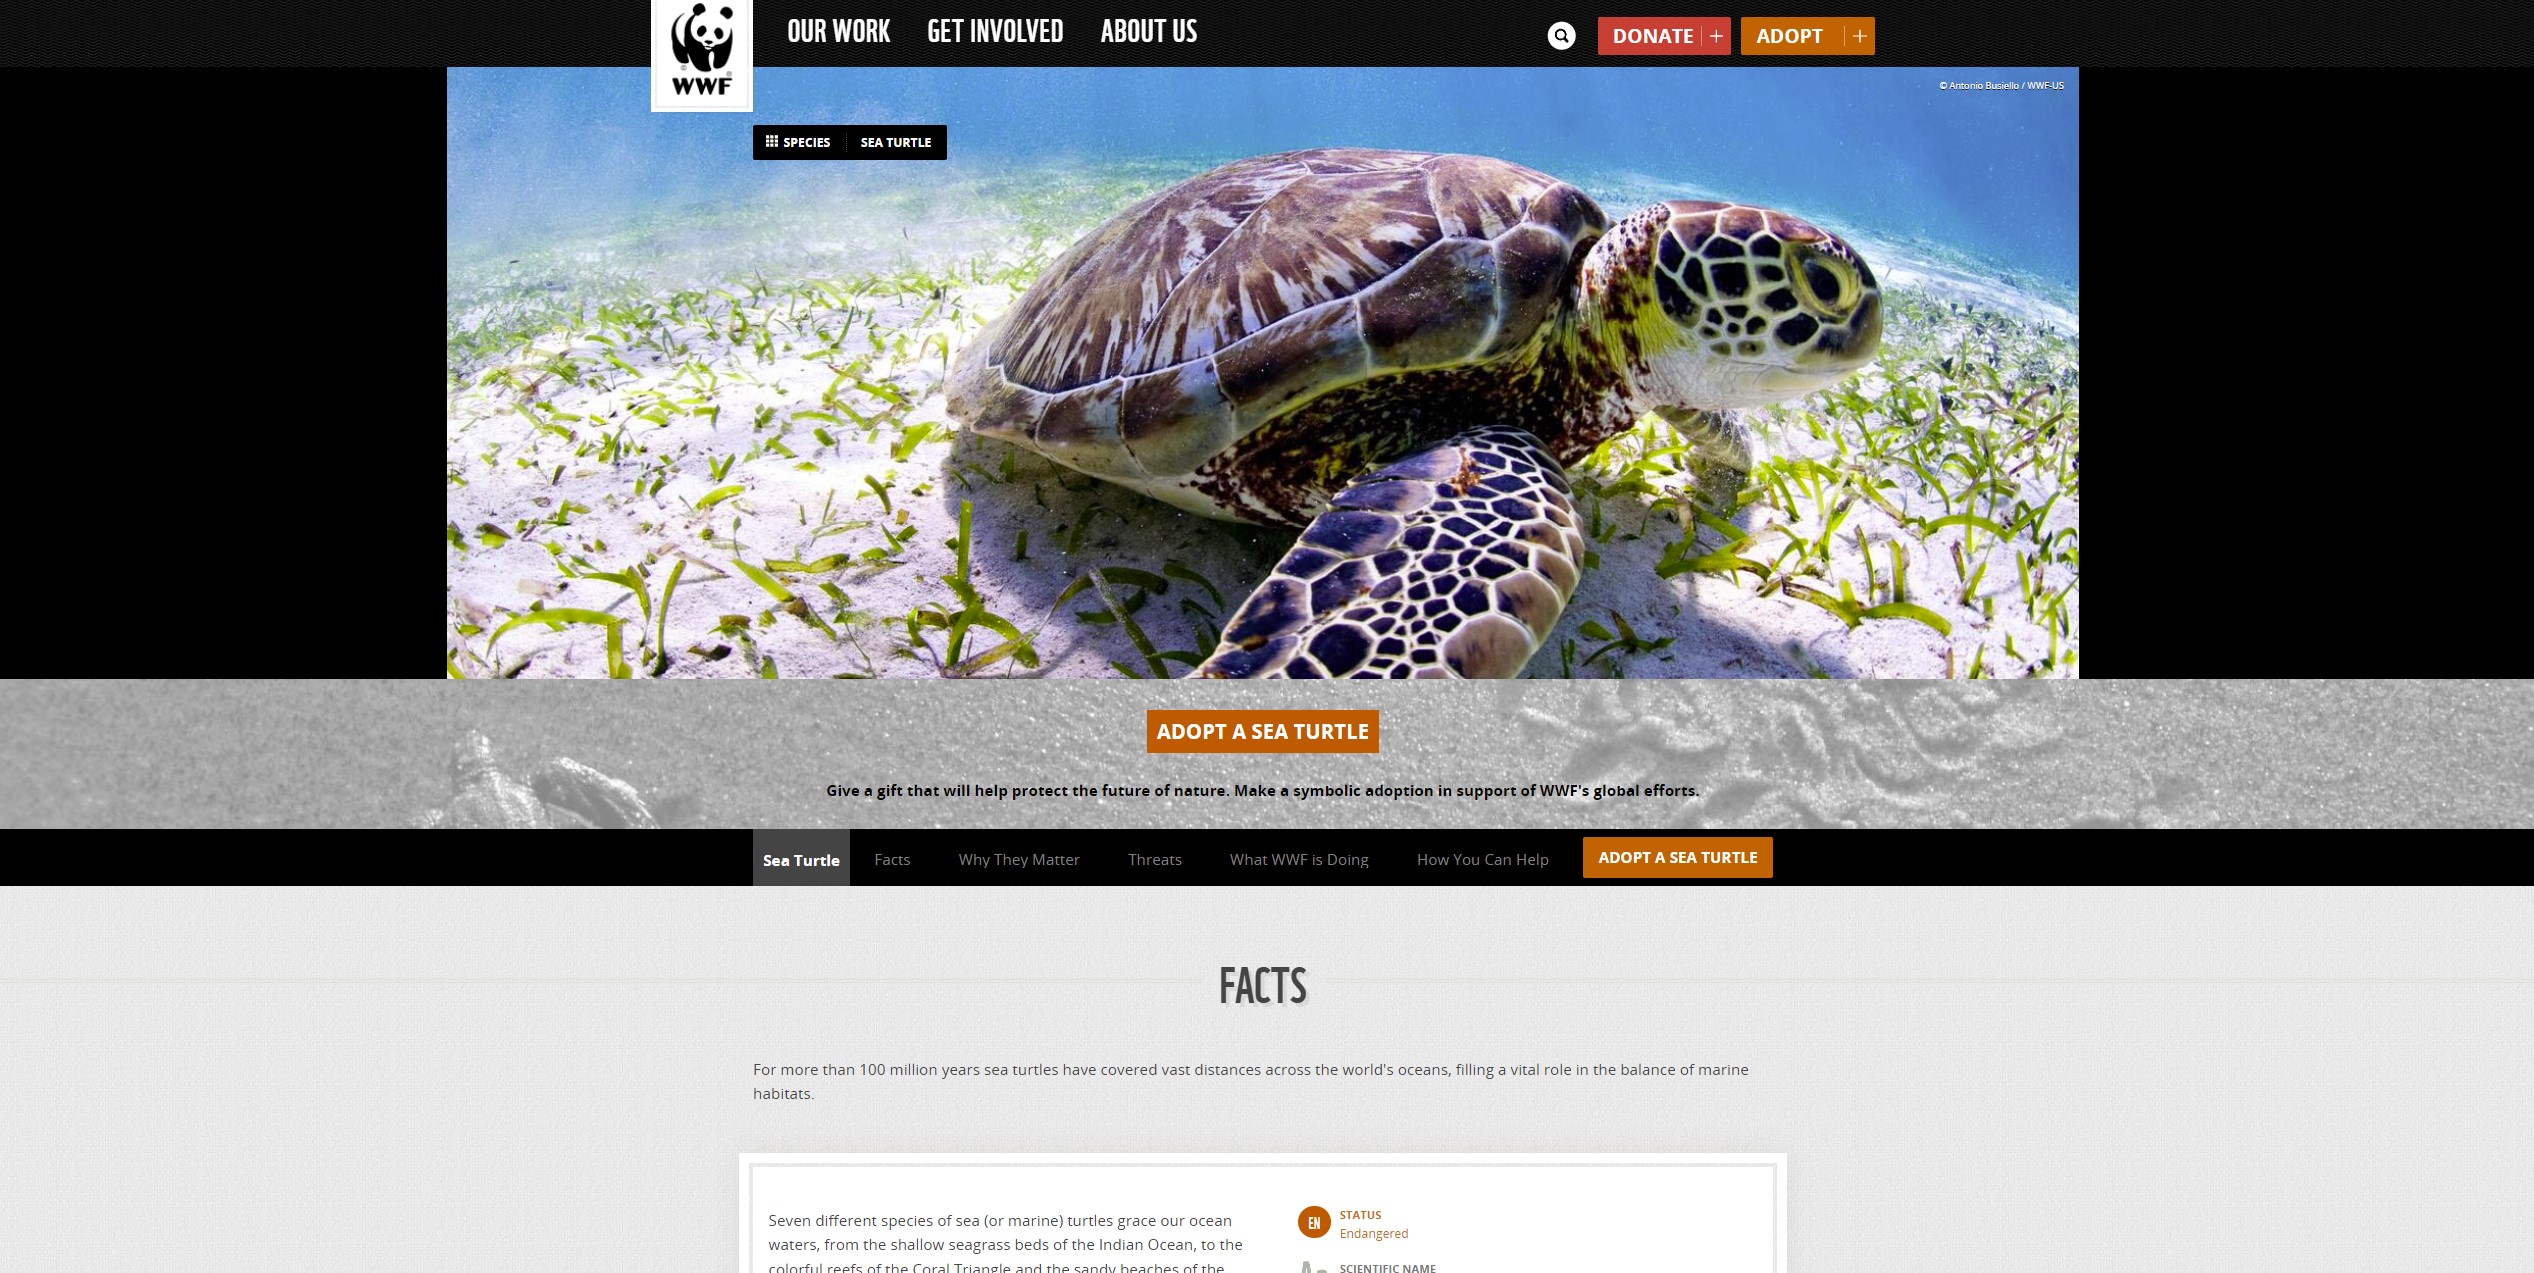 WWF
OUR WORK
GET INVOLVED
ABOUT US
DONATE
ADOPT
© Antonio Busiello / WWF-US
SPECIES
SEA TURTLE
ADOPT A SEA TURTLE
Give a gift that will help protect the future of nature. Make a symbolic adoption in support of WWF's global efforts.
Sea Turtle
Facts
Why They Matter
Threats
What WWF is Doing
How You Can Help
ADOPT A SEA TURTLE
FACTS
For more than 100 million years sea turtles have covered vast distances across the world's oceans, filling a vital role in the balance of marine
habitats.
Seven different species of sea (or marine) turtles grace our ocean
waters, from the shallow seagrass beds of the Indian Ocean, to the
colorful reefs of the Coral Triangle and the sandy beaches of the
EN
STATUS
Endangered
SCIENTIFIC NAME